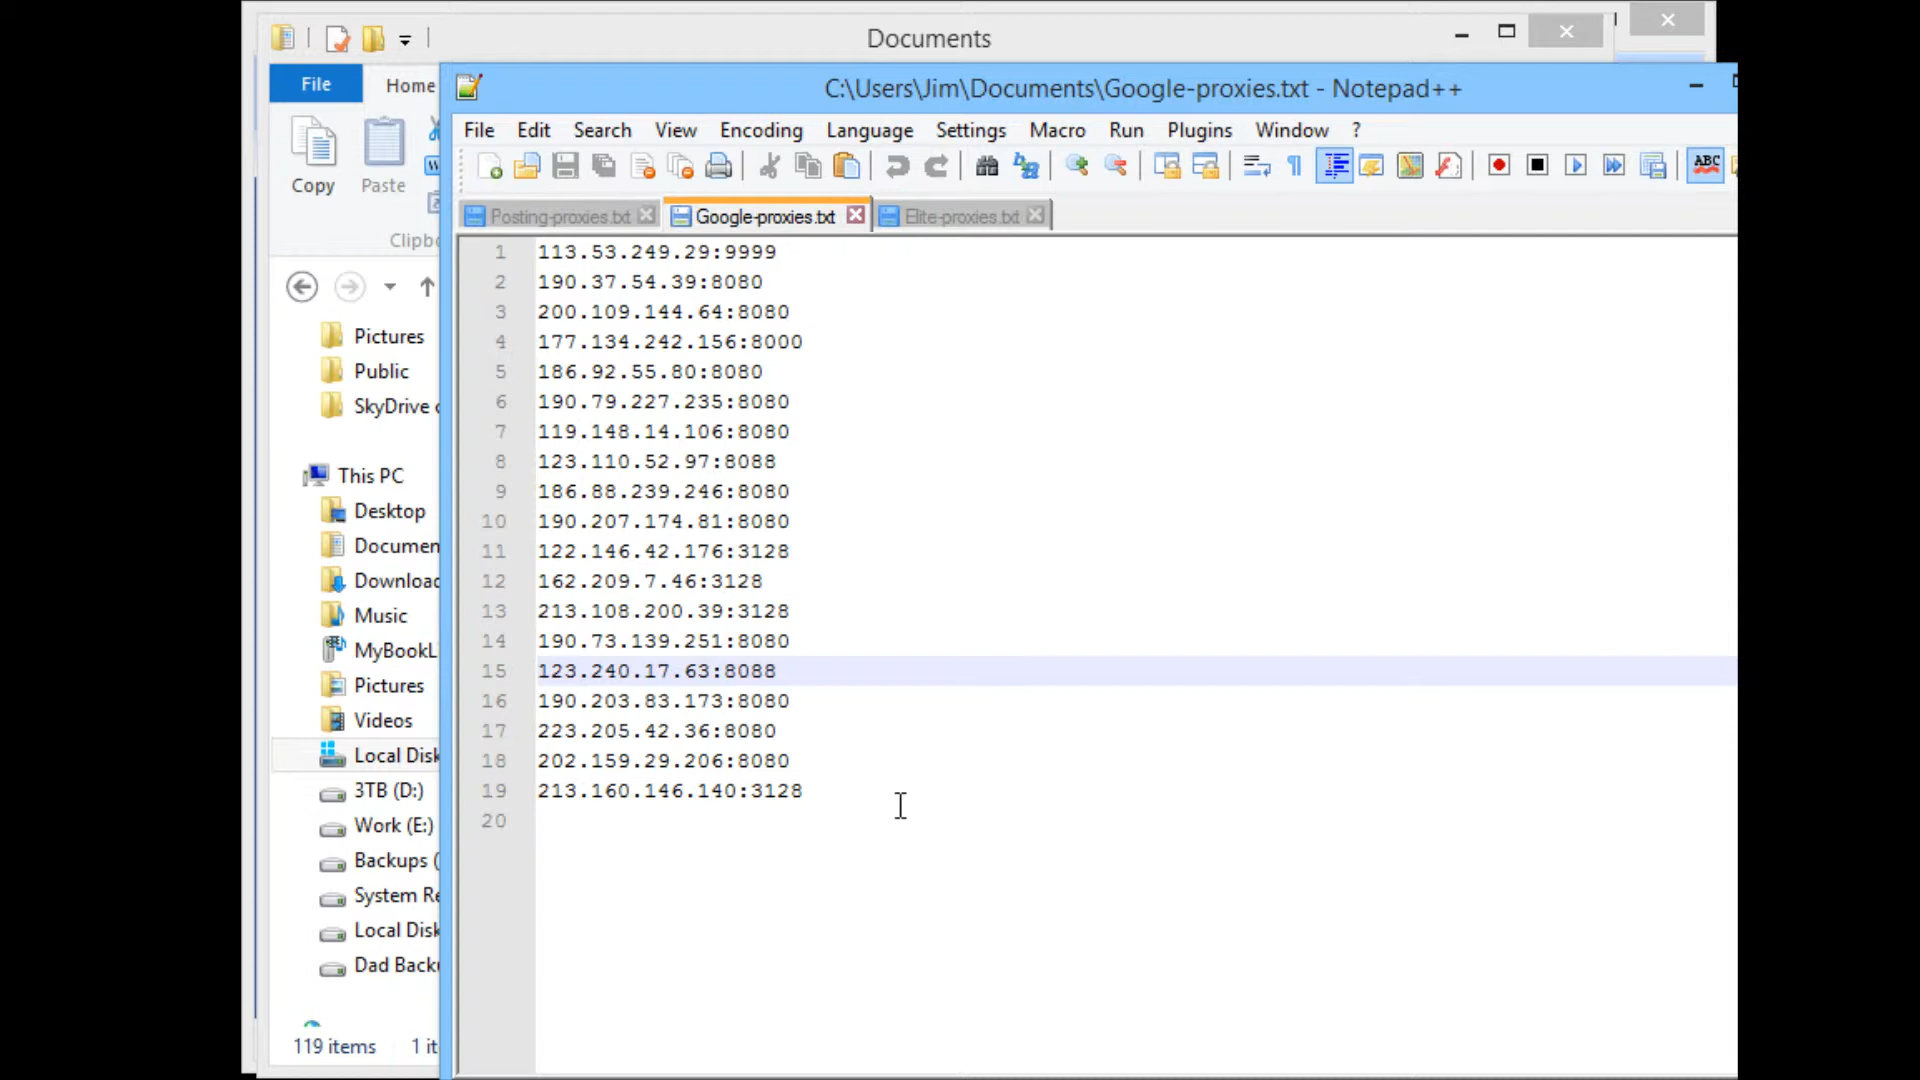 Documents
File
Home
Copy
Paste
Clipb
Pictures
Public
SkyDrive
This PC
Desktop
Documen
Download
Music
MyBookL
Pictures
Videos
Local Disk
3TB (D:)
Work (E:)
Backups (
System Re
Local Disk
Dad Back
119 items
1 it
C:\Users\Jim\Documents\Google-proxies.txt - Notepad++
File Edit Search View Encoding Language Settings Macro Run Plugins Window ?
ABC
Posting-proxies.txt Google-proxies.txt Elite-proxies.txt
1 113.53.249.29:9999
2 190.37.54.39:8080
3 200.109.144.64:8080
4 177.134.242.156:8000
5 186.92.55.80:8080
6 190.79.227.235:8080
7 119.148.14.106:8080
8 123.110.52.97:8088
9 186.88.239.246:8080
10 190.207.174.81:8080
11 122.146.42.176:3128
12 162.209.7.46:3128
13 213.108.200.39:3128
14 190.73.139.251:8080
15 123.240.17.63:8088
16 190.203.83.173:8080
17 223.205.42.36:8080
18 202.159.29.206:8080
19 213.160.146.140:3128
20